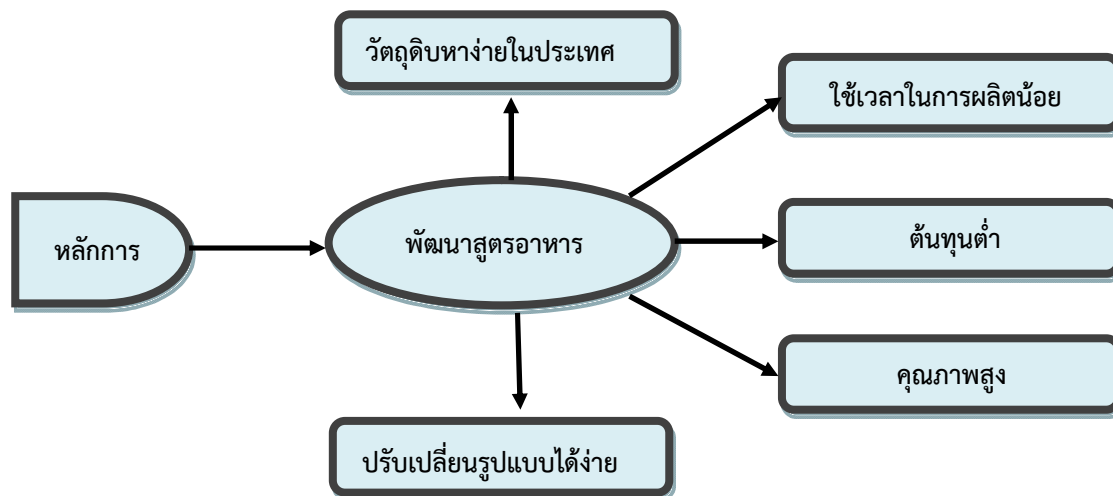 วัตถุดิบหาง่ายในประเทศ
ใช้เวลาในการผลิตน้อย
หลักการ
พัฒนาสูตรอาหาร
ต้นทุนต่ำ
คุณภาพสูง
ปรับเปลี่ยนรูปแบบได้ง่าย